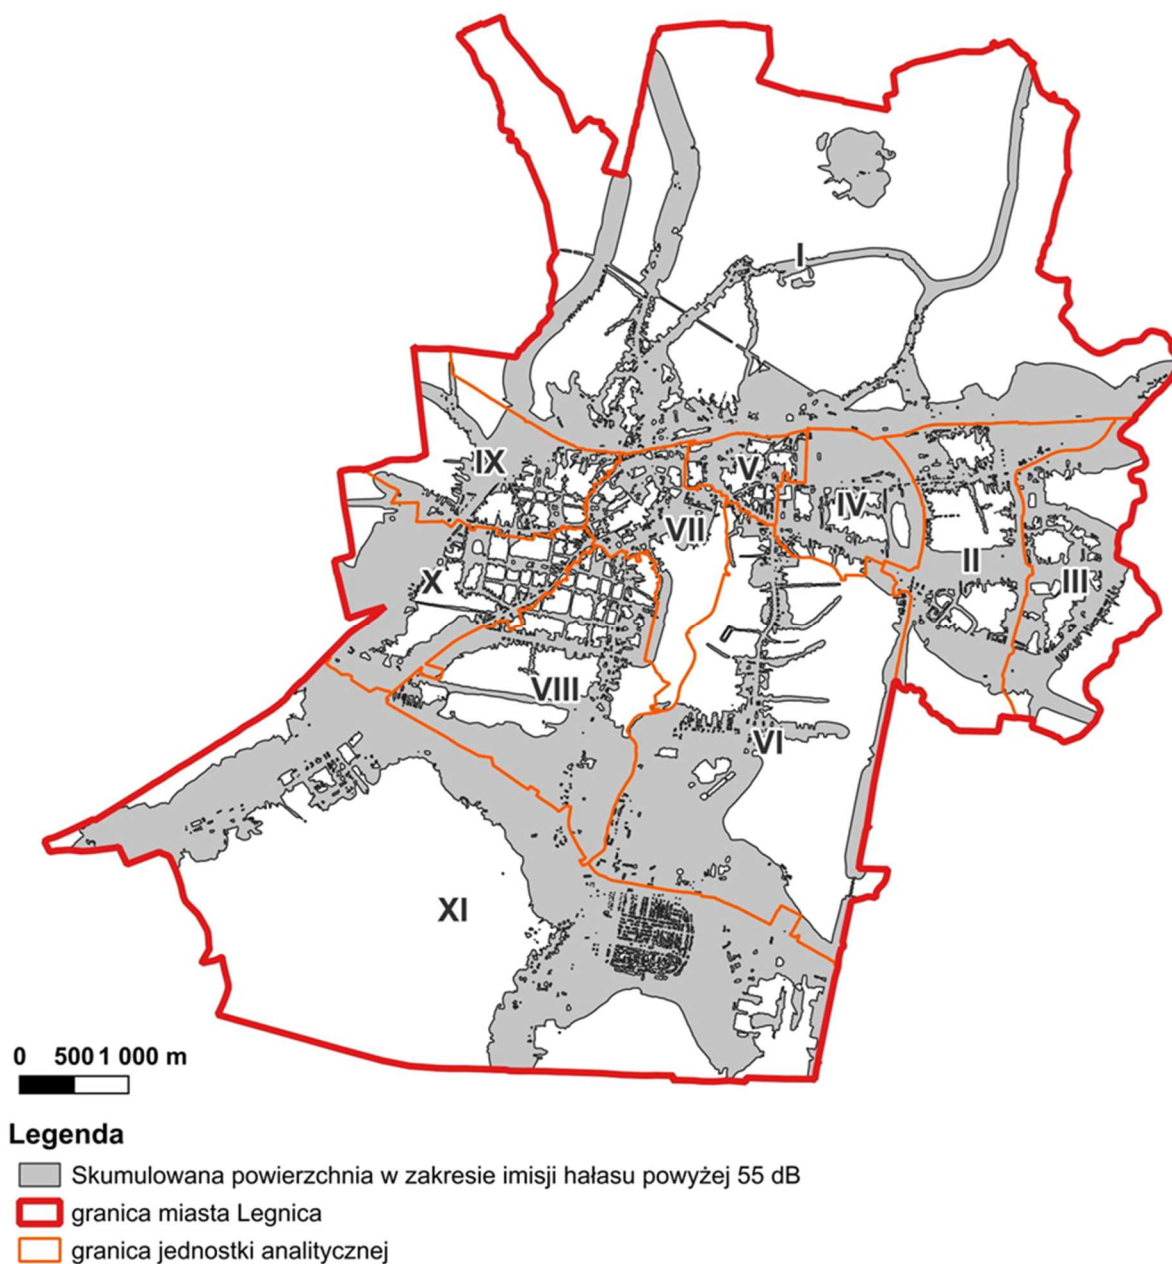 I
IX
V
IV
VII
II
X
III
VIII
VI
XI
0 500 1 000 m
Legenda
Skumulowana powierzchnia w zakresie imisji hałasu powyżej 55 dB
granica miasta Legnica
granica jednostki analitycznej